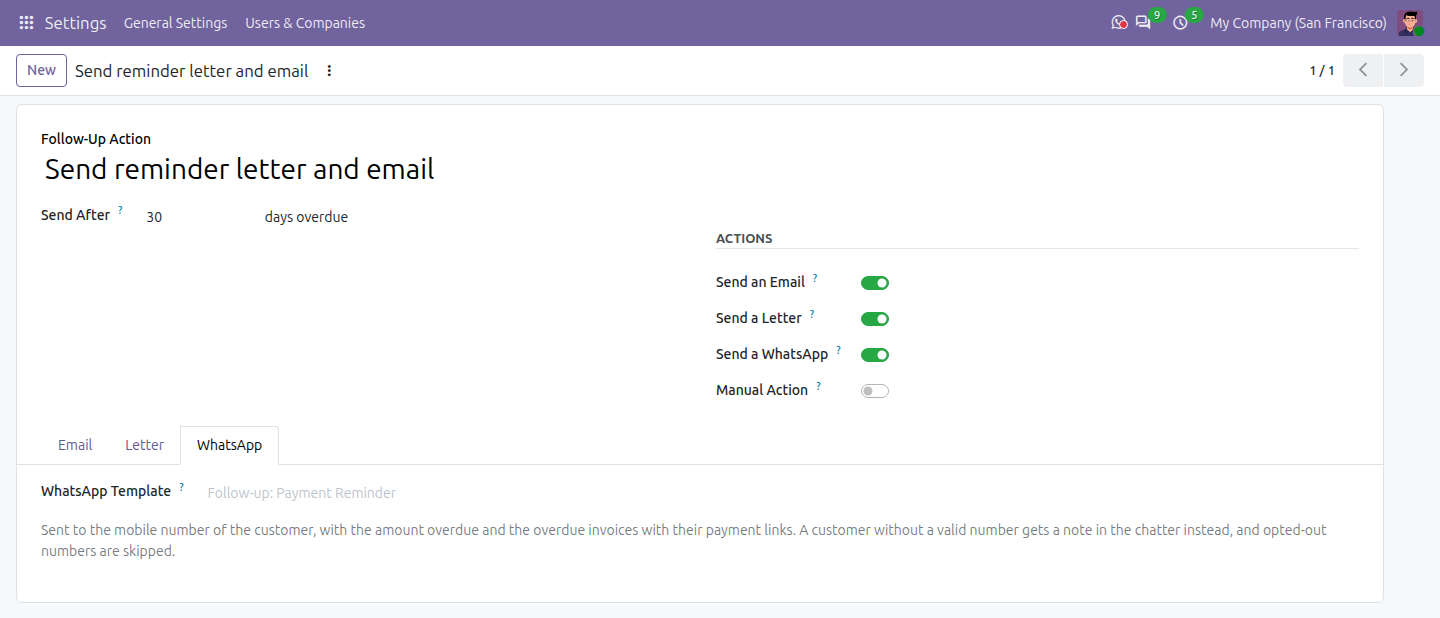 Settings General Settings Users & Companies 9 5 My Company (San Francisco)
New Send reminder letter and email 1 / 1
Follow-Up Action
Send reminder letter and email
Send After ? 30 days overdue
ACTIONS
Send an Email ?
Send a Letter ?
Send a WhatsApp ?
Manual Action ?
Email Letter WhatsApp
WhatsApp Template ? Follow-up: Payment Reminder
Sent to the mobile number of the customer, with the amount overdue and the overdue invoices with their payment links. A customer without a valid number gets a note in the chatter instead, and opted-out
numbers are skipped.